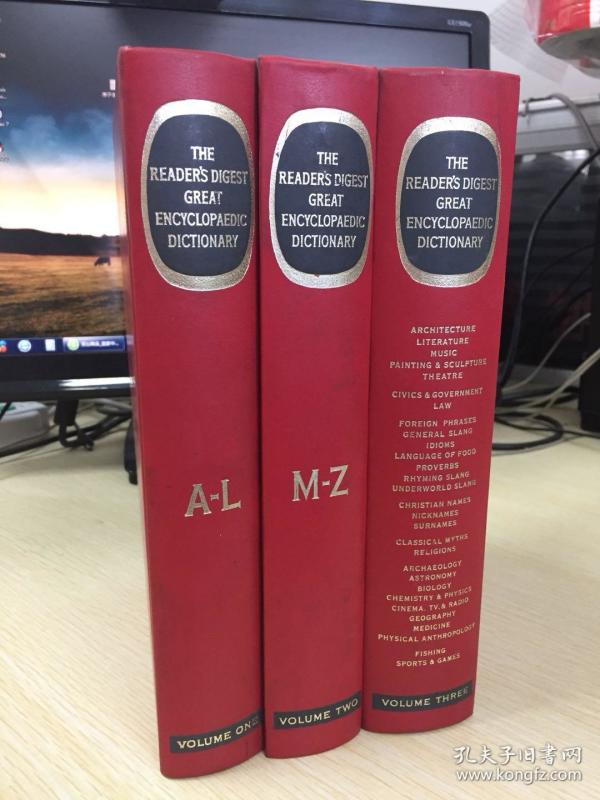 THE
READER'S DIGEST
GREAT
ENCYCLOPAEDIC
DICTIONARY
A-L
VOLUME ONE
THE
READER'S DIGEST
GREAT
ENCYCLOPAEDIC
DICTIONARY
M-Z
VOLUME TWO
THE
READER'S DIGEST
GREAT
ENCYCLOPAEDIC
DICTIONARY
ARCHITECTURE
LITERATURE
MUSIC
PAINTING & SCULPTURE
THEATRE
CIVICS & GOVERNMENT
LAW
FOREIGN PHRASES
GENERAL SLANG
IDIOMS
LANGUAGE OF FOOD
PROVERBS
RHYMING SLANG
UNDERWORLD SLANG
CHRISTIAN NAMES
NICKNAMES
SURNAMES
CLASSICAL MYTHS
RELIGIONS
ARCHAEOLOGY
ASTRONOMY
BIOLOGY
CHEMISTRY & PHYSICS
CINEMA, T.V. & RADIO
GEOGRAPHY
MEDICINE
PHYSICAL ANTHROPOLOGY
FISHING
SPORTS & GAMES
VOLUME THREE
孔夫子旧书网
www.kongfz.com